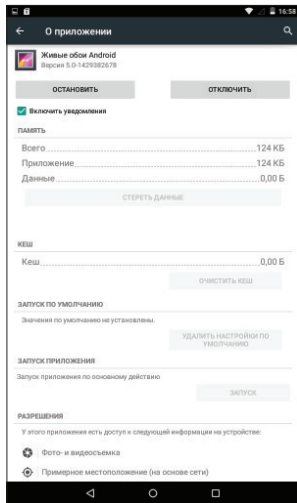 16:58
О приложении
Живые обои Android
Версия 5.0-1429382678
ОСТАНОВИТЬ
ОТКЛЮЧИТЬ
Включить уведомления
ПАМЯТЬ
Всего 124 КБ
Приложение 124 КБ
Данные 0,00 Б
СТЕРЕТЬ ДАННЫЕ
КЕШ
Кеш 0,00 Б
ОЧИСТИТЬ КЕШ
ЗАПУСК ПО УМОЛЧАНИЮ
Значения по умолчанию не установлены.
УДАЛИТЬ НАСТРОЙКИ ПО
УМОЛЧАНИЮ
ЗАПУСК ПРИЛОЖЕНИЯ
Запуск приложения по основному действию
ЗАПУСК
РАЗРЕШЕНИЯ
У этого приложения есть доступ к следующей информации на устройстве:
Фото- и видеосъемка
Примерное местоположение (на основе сети)